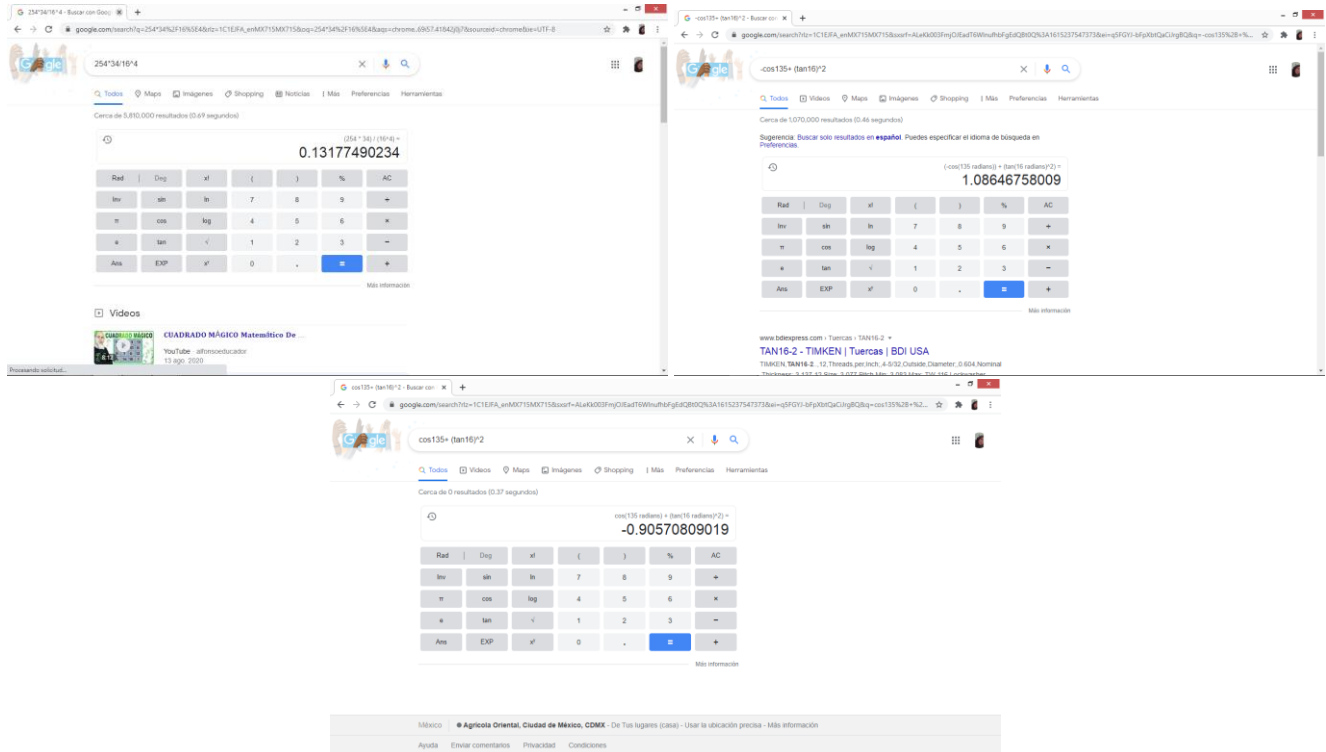 254*34/16^4 - Buscar con Goog
google.com/search?q=254*34%2F16%5E4&rlz=1C1EJFA_enMX715MX715&oq=254*34%2F16%5E4&aqs=chrome..69i57.41842j0j7&sourceid=chrome&ie=UTF-8
254*34/16^4
Todos Maps Imágenes Shopping Noticias Más Preferencias Herramientas
Cerca de 5,810,000 resultados (0.69 segundos)
(254 * 34) / (16^4) =
0.13177490234
Rad | Deg x! ( ) % AC
Inv sin ln 7 8 9 ÷
π cos log 4 5 6 ×
e tan √ 1 2 3 −
Ans EXP xʸ 0 . = +
Más información
Videos
CUADRADO MÁGICO
8:13
CUADRADO MÁGICO Matemítico De ...
YouTube · alfonsoeducador
13 ago. 2020
Procesando solicitud...
-cos135+ (tan16)^2 - Buscar con
-cos135+ (tan16)^2
Todos Videos Maps Imágenes Shopping Más Preferencias Herramientas
Cerca de 1,070,000 resultados (0.46 segundos)
Sugerencia: Buscar solo resultados en español. Puedes especificar el idioma de búsqueda en
Preferencias.
(-cos(135 radians)) + (tan(16 radians)^2) =
1.08646758009
Rad | Deg x! ( ) % AC
Inv sin ln 7 8 9 ÷
π cos log 4 5 6 ×
e tan √ 1 2 3 −
Ans EXP xʸ 0 . = +
Más información
www.bdiexpress.com › Tuercas › TAN16-2
TAN16-2 - TIMKEN | Tuercas | BDI USA
cos135+ (tan16)^2 - Buscar con
cos135+ (tan16)^2
Todos Videos Maps Imágenes Shopping Más Preferencias Herramientas
Cerca de 0 resultados (0.37 segundos)
cos(135 radians) + (tan(16 radians)^2) =
-0.90570809019
Rad | Deg x! ( ) % AC
Inv sin ln 7 8 9 ÷
π cos log 4 5 6 ×
e tan √ 1 2 3 −
Ans EXP xʸ 0 . = +
Más información
México Agrícola Oriental, Ciudad de México, CDMX - De Tus lugares (casa) - Usar la ubicación precisa - Más información
Ayuda Enviar comentarios Privacidad Condiciones